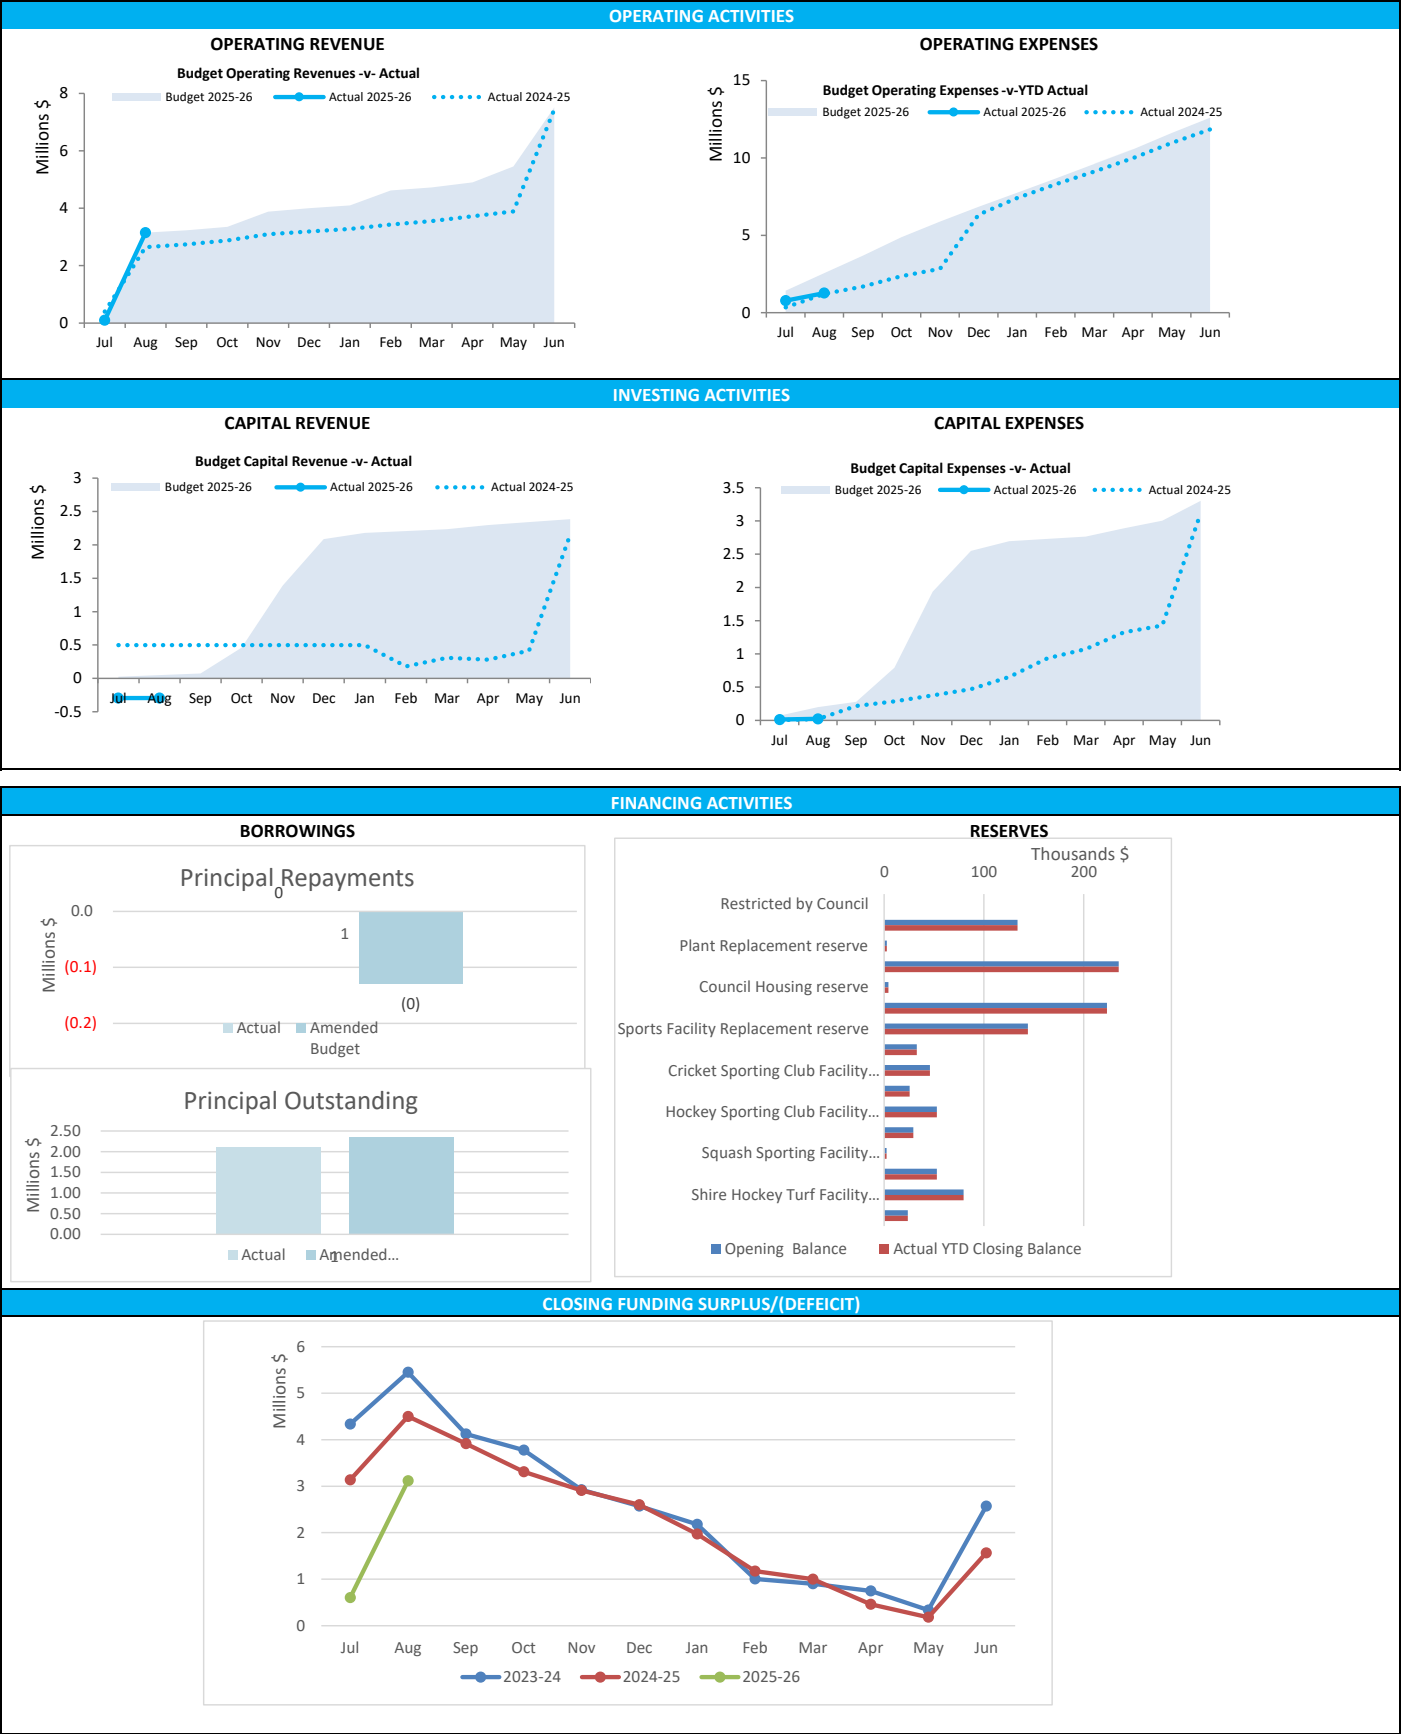 OPERATING ACTIVITIES
OPERATING REVENUE
Budget Operating Revenues -v- Actual
Budget 2025-26 Actual 2025-26 Actual 2024-25
Millions $
8
6
4
2
0
Jul Aug Sep Oct Nov Dec Jan Feb Mar Apr May Jun
OPERATING EXPENSES
Budget Operating Expenses -v-YTD Actual
Budget 2025-26 Actual 2025-26 Actual 2024-25
Millions $
15
10
5
0
Jul Aug Sep Oct Nov Dec Jan Feb Mar Apr May Jun
INVESTING ACTIVITIES
CAPITAL REVENUE
Budget Capital Revenue -v- Actual
Budget 2025-26 Actual 2025-26 Actual 2024-25
Millions $
3
2.5
2
1.5
1
0.5
0
-0.5
Jul Aug Sep Oct Nov Dec Jan Feb Mar Apr May Jun
CAPITAL EXPENSES
Budget Capital Expenses -v- Actual
Budget 2025-26 Actual 2025-26 Actual 2024-25
3.5
3
2.5
2
1.5
1
0.5
0
Jul Aug Sep Oct Nov Dec Jan Feb Mar Apr May Jun
FINANCING ACTIVITIES
BORROWINGS
Principal Repayments
0
Millions $
0.0
(0.1)
(0.2)
1
(0)
Actual Amended
Budget
Principal Outstanding
Millions $
2.50
2.00
1.50
1.00
0.50
0.00
1
Actual Amended...
RESERVES
Thousands $
0 100 200
Restricted by Council
Plant Replacement reserve
Council Housing reserve
Sports Facility Replacement reserve
Cricket Sporting Club Facility...
Hockey Sporting Club Facility...
Squash Sporting Facility...
Shire Hockey Turf Facility...
Opening Balance Actual YTD Closing Balance
CLOSING FUNDING SURPLUS/(DEFEICIT)
Millions $
6
5
4
3
2
1
0
Jul Aug Sep Oct Nov Dec Jan Feb Mar Apr May Jun
2023-24 2024-25 2025-26